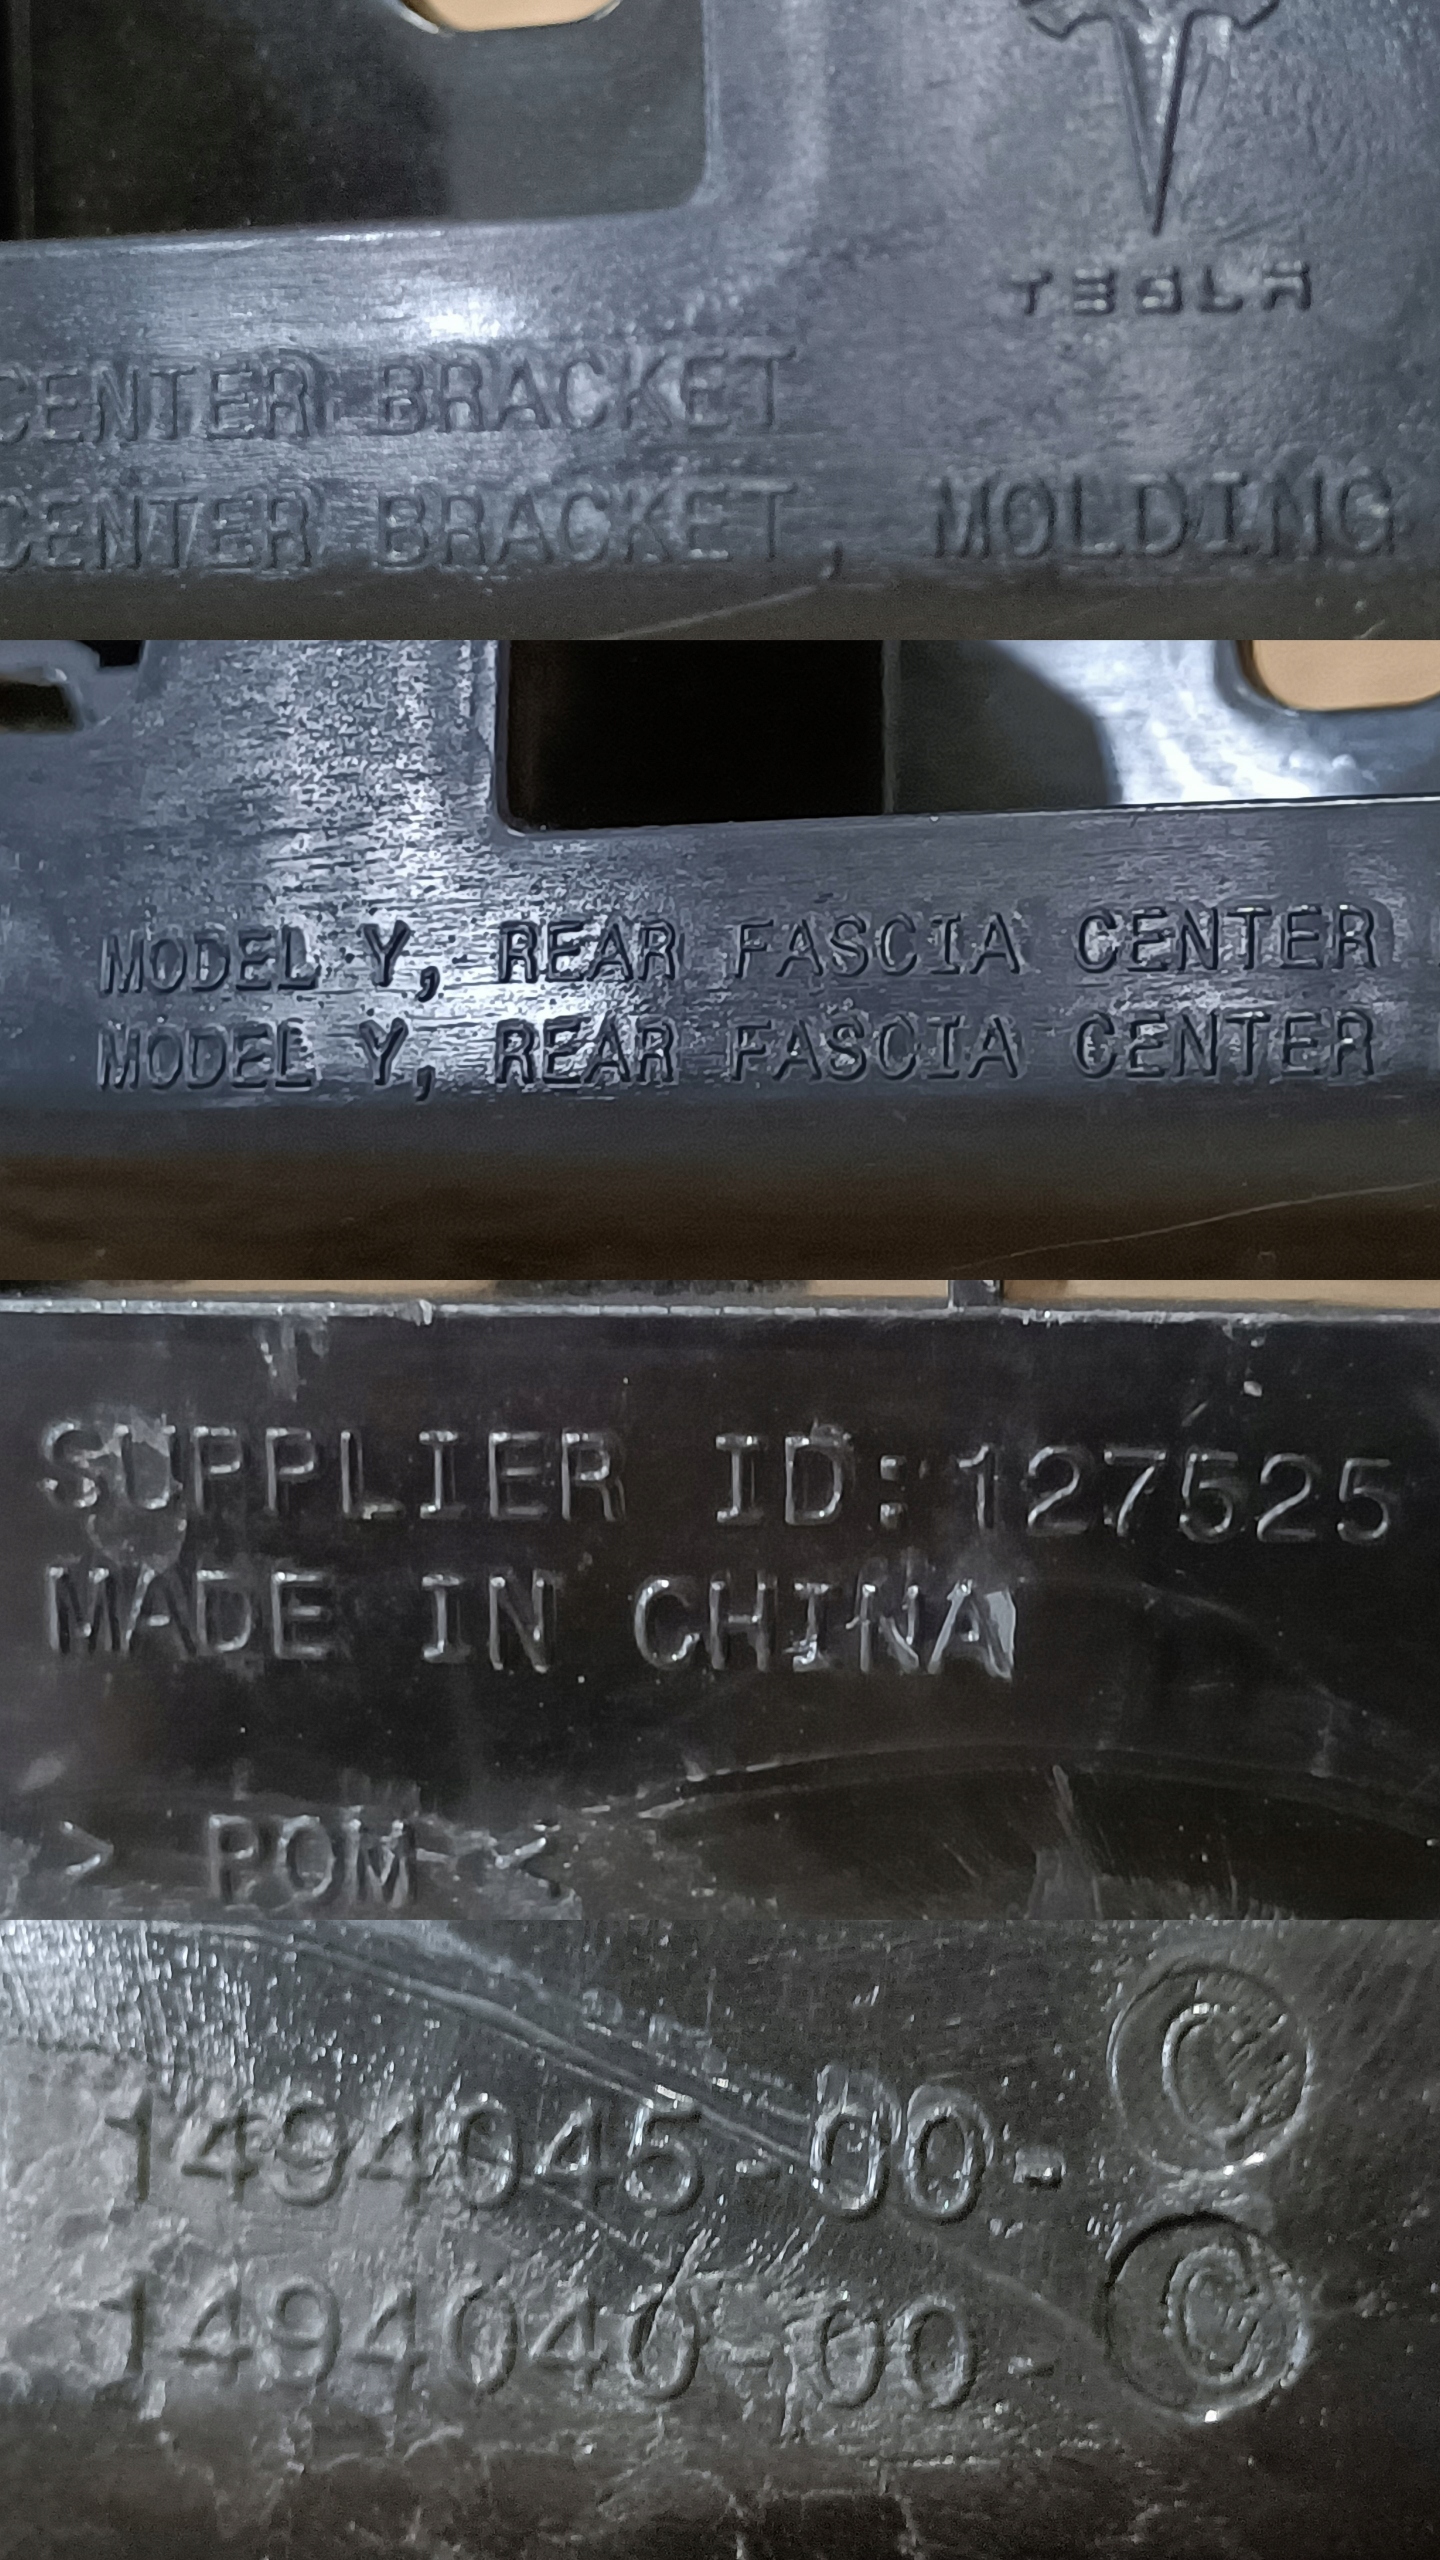 TESLA
CENTER BRACKET
CENTER BRACKET, MOLDING
MODEL Y, REAR FASCIA CENTER
MODEL Y, REAR FASCIA CENTER
SUPPLIER ID:127525
MADE IN CHINA
> POM <
1494045-00- C
1494040-00- C